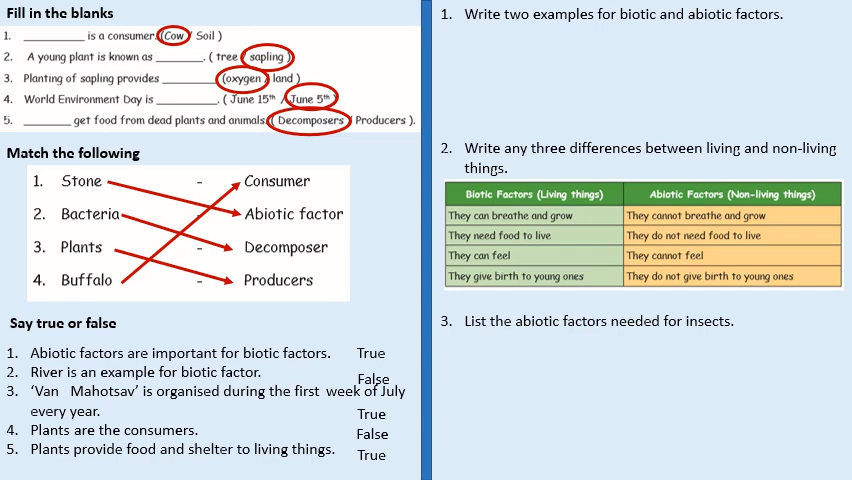 Fill in the blanks
1. ________ is a consumer. (Cow / Soil )
2. A young plant is known as ________. ( tree / sapling )
3. Planting of sapling provides ________ (oxygen / land )
4. World Environment Day is ________. ( June 15th / June 5th )
5. ________ get food from dead plants and animals. ( Decomposers / Producers ).
Match the following
1. Stone - Consumer
2. Bacteria - Abiotic factor
3. Plants - Decomposer
4. Buffalo - Producers
Say true or false
1. Abiotic factors are important for biotic factors. True
2. River is an example for biotic factor. False
3. ‘Van Mahotsav’ is organised during the first week of July
every year. True
4. Plants are the consumers. False
5. Plants provide food and shelter to living things. True
1. Write two examples for biotic and abiotic factors.
2. Write any three differences between living and non-living
things.
Biotic Factors (Living things) Abiotic Factors (Non-living things)
They can breathe and grow They cannot breathe and grow
They need food to live They do not need food to live
They can feel They cannot feel
They give birth to young ones They do not give birth to young ones
3. List the abiotic factors needed for insects.